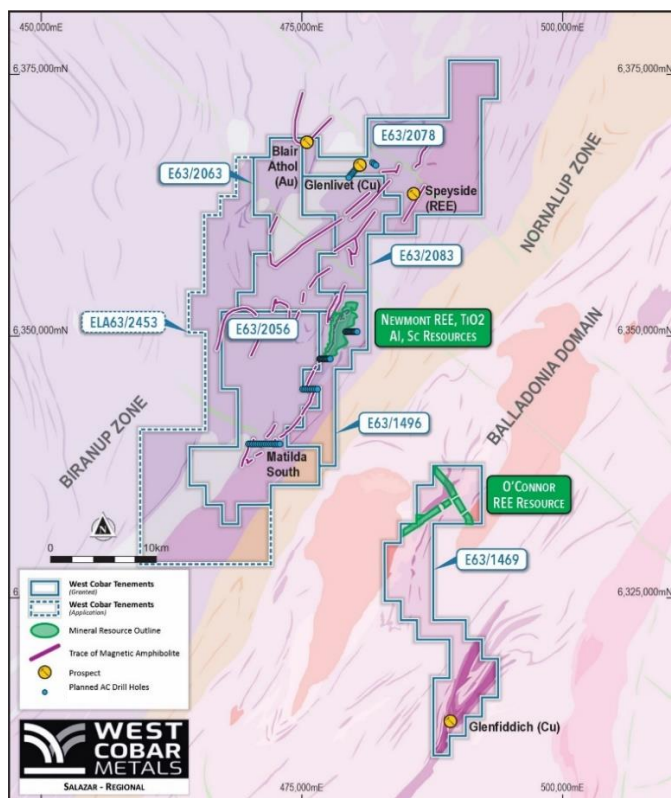 450,000mE
475,000mE
500,000mE
6,375,000mN
6,375,000mN
E63/2078
Blair
Athol
(Au)
E63/2063
Glenlivet (Cu)
Speyside
(REE)
NORNALUP ZONE
E63/2083
ELA63/2453
E63/2056
NEWMONT REE, TiO2
Al, Sc RESOURCES
6,350,000mN
6,350,000mN
BALLADONIA DOMAIN
BIRANUP ZONE
E63/1496
Matilda
South
O'CONNOR
REE RESOURCE
N
0
10km
E63/1469
West Cobar Tenements
(Granted)
West Cobar Tenements
(Application)
Mineral Resource Outline
Trace of Magnetic Amphibolite
Prospect
Planned AC Drill Holes
6,325,000mN
Glenfiddich (Cu)
WEST
COBAR
METALS
SALAZAR - REGIONAL
475,000mE
500,000mE